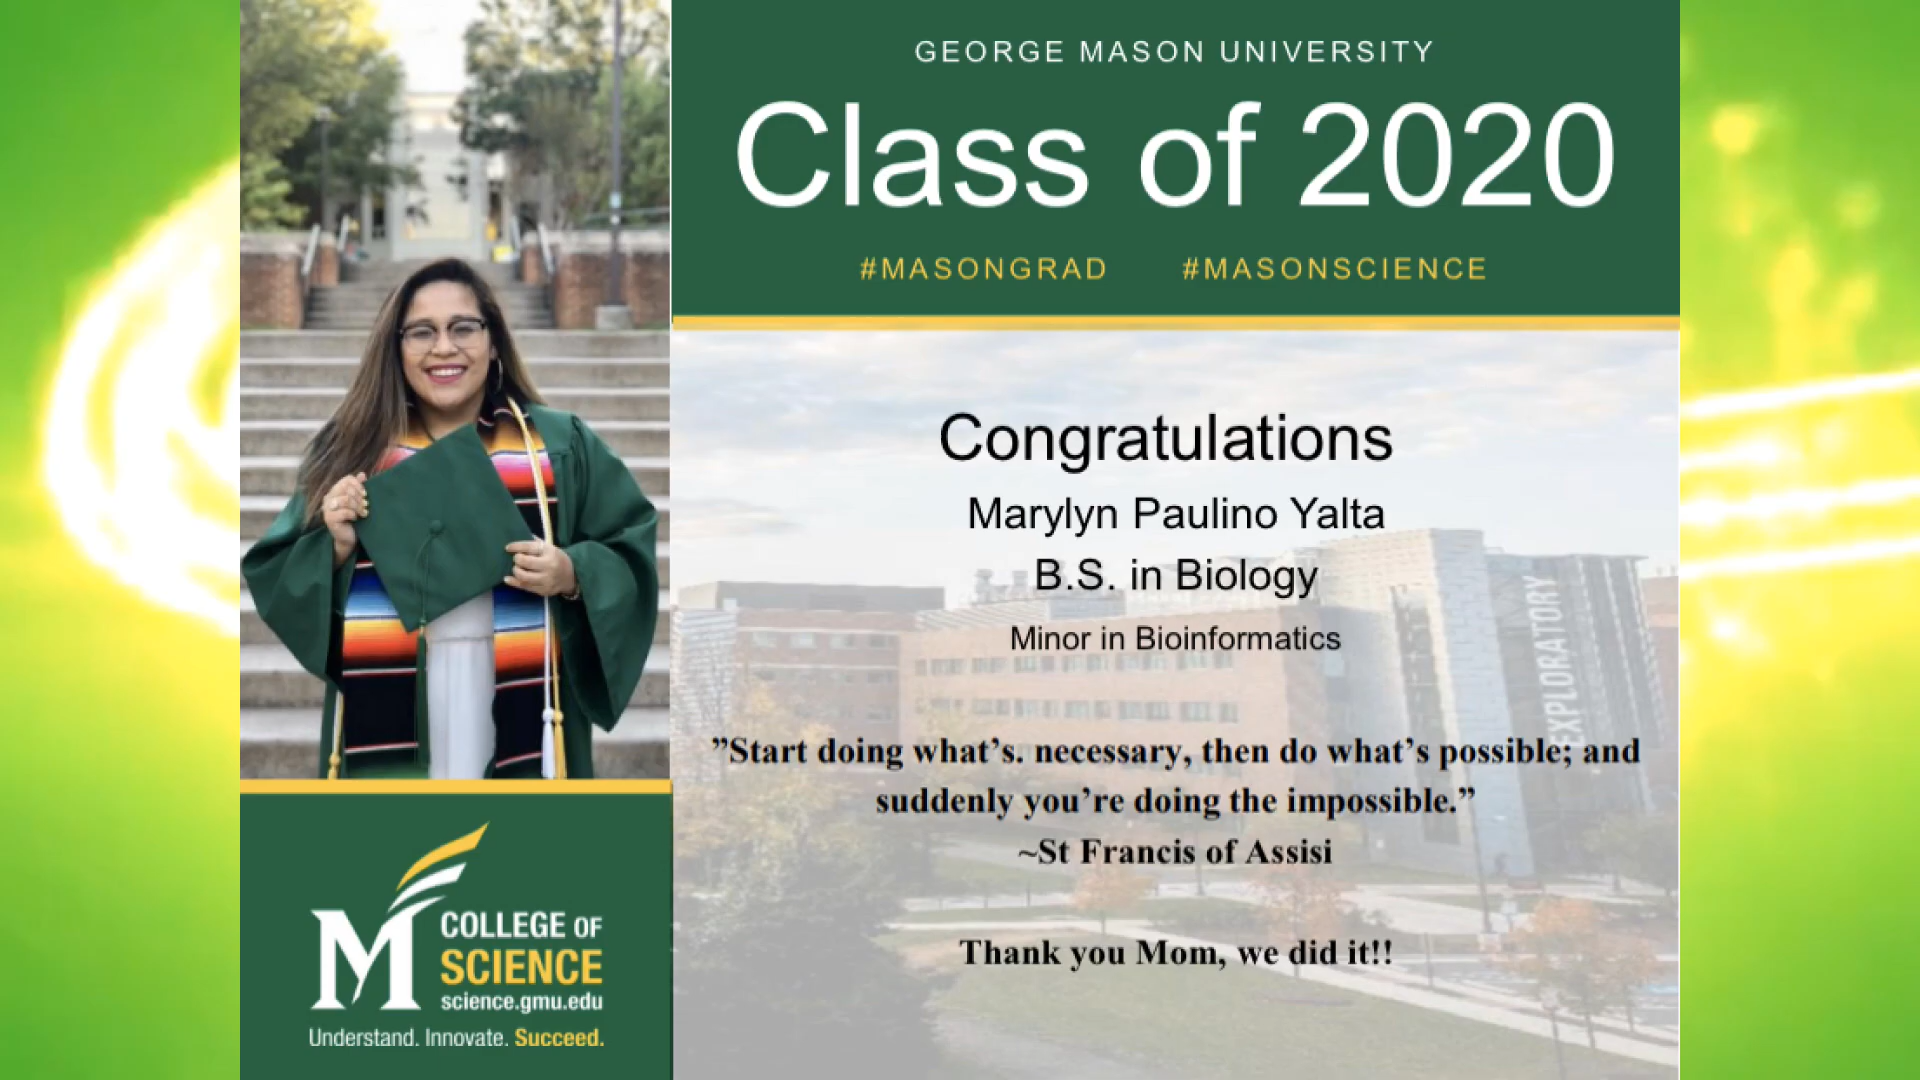 GEORGE MASON UNIVERSITY
Class of 2020
#MASONGRAD #MASONSCIENCE
Congratulations
Marylyn Paulino Yalta
B.S. in Biology
Minor in Bioinformatics
EXPLORATORY
”Start doing what’s. necessary, then do what’s possible; and
suddenly you’re doing the impossible.”
~St Francis of Assisi
Thank you Mom, we did it!!
M
COLLEGE OF
SCIENCE
science.gmu.edu
Understand. Innovate. Succeed.